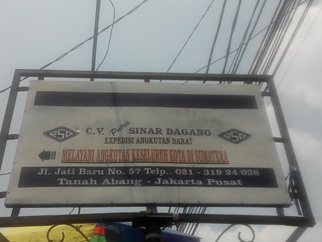 C.V. Putra SINAR DAGANG
EXPEDISI ANGKUTAN DARAT
MELAYANI ANGKUTAN KESELURUH KOTA DI SUMATERA
Jl. Jati Baru No. 57 Telp.. 021 - 319 24 038
Tanah Abang - Jakarta Pusat